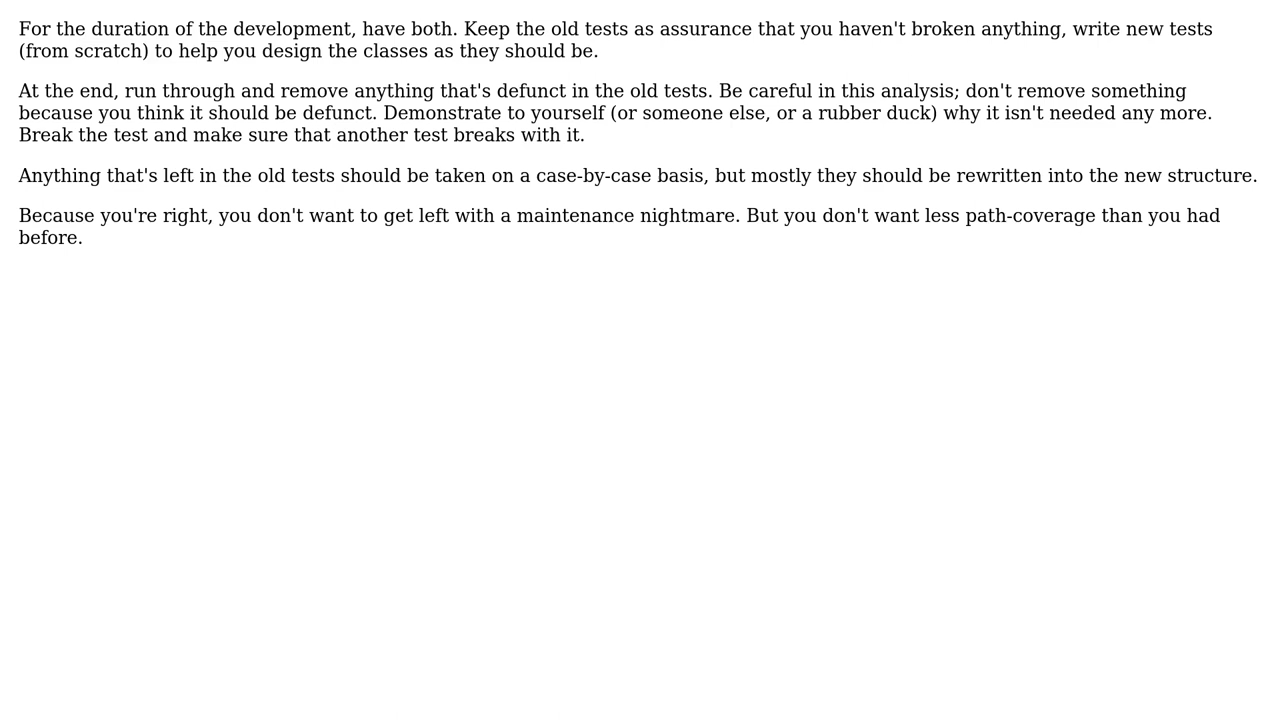 For the duration of the development, have both. Keep the old tests as assurance that you haven't broken anything, write new tests
(from scratch) to help you design the classes as they should be.
At the end, run through and remove anything that's defunct in the old tests. Be careful in this analysis; don't remove something
because you think it should be defunct. Demonstrate to yourself (or someone else, or a rubber duck) why it isn't needed any more.
Break the test and make sure that another test breaks with it.
Anything that's left in the old tests should be taken on a case-by-case basis, but mostly they should be rewritten into the new structure.
Because you're right, you don't want to get left with a maintenance nightmare. But you don't want less path-coverage than you had
before.